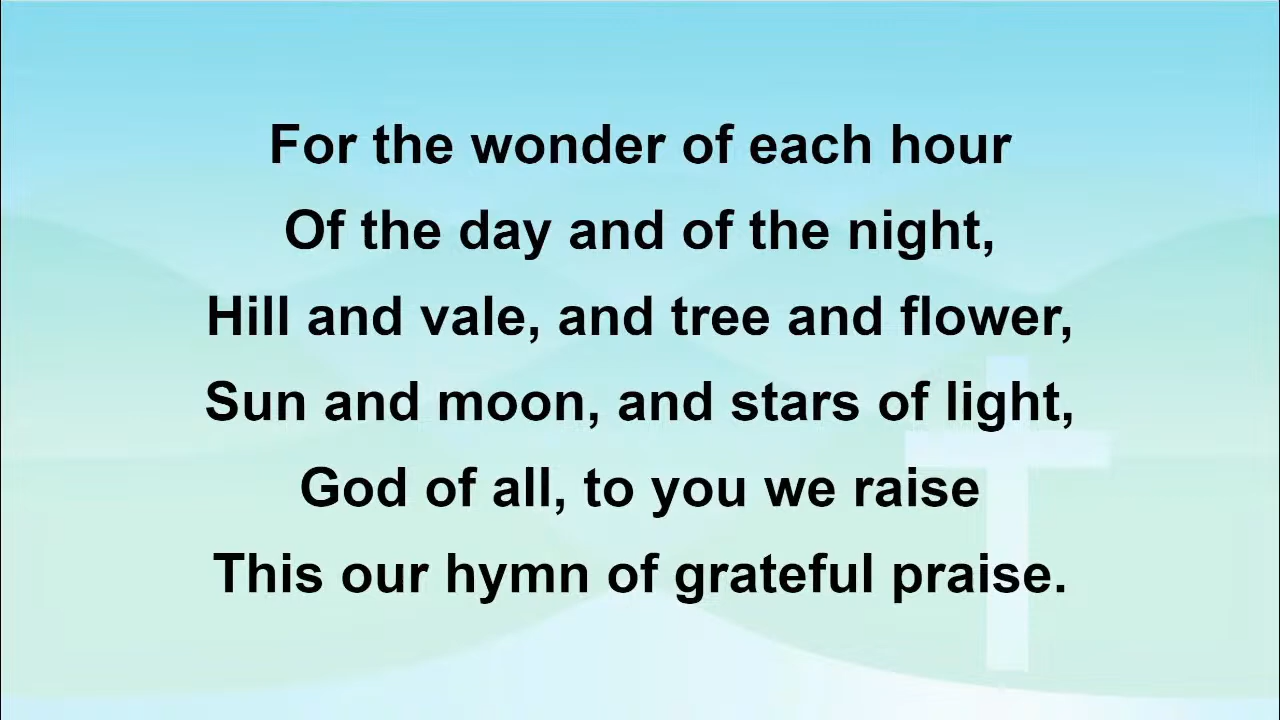 For the wonder of each hour
Of the day and of the night,
Hill and vale, and tree and flower,
Sun and moon, and stars of light,
God of all, to you we raise
This our hymn of grateful praise.